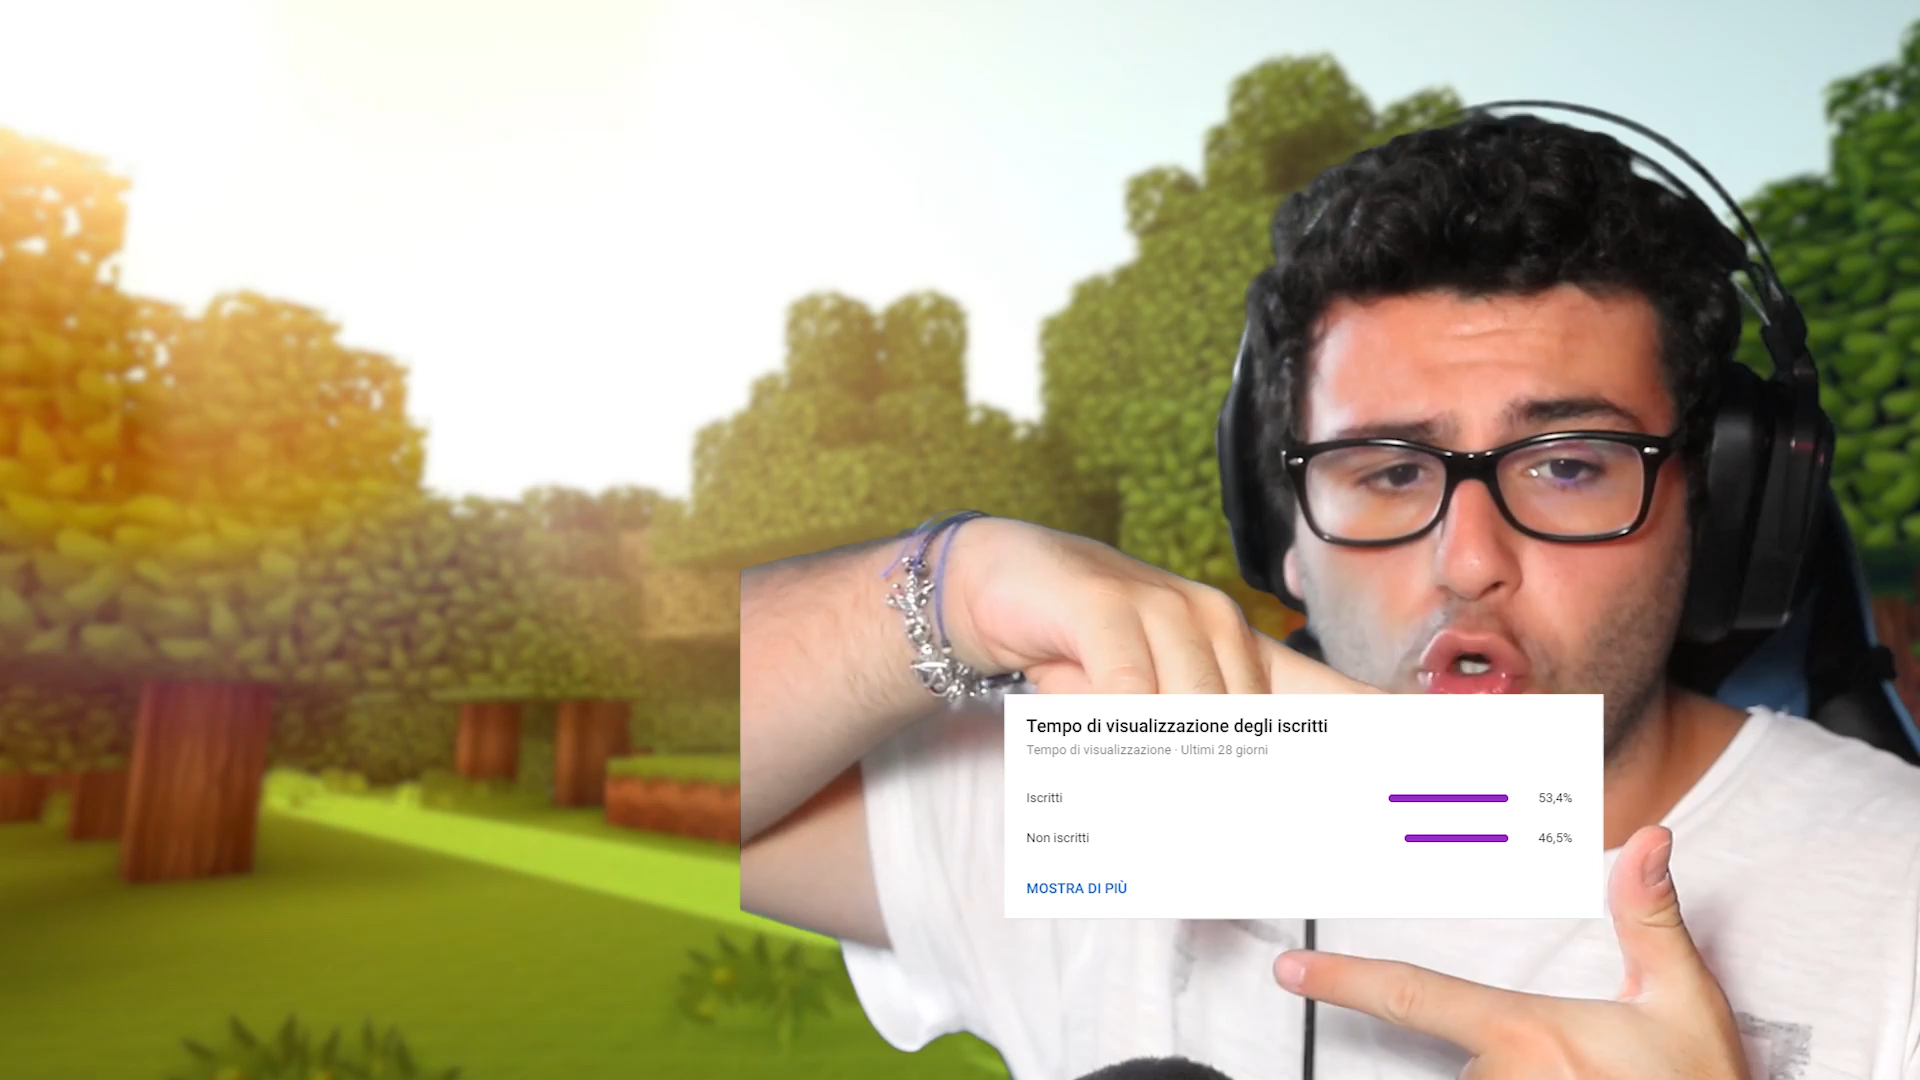 Tempo di visualizzazione degli iscritti
Tempo di visualizzazione · Ultimi 28 giorni
Iscritti 53,4%
Non iscritti 46,5%
MOSTRA DI PIÙ